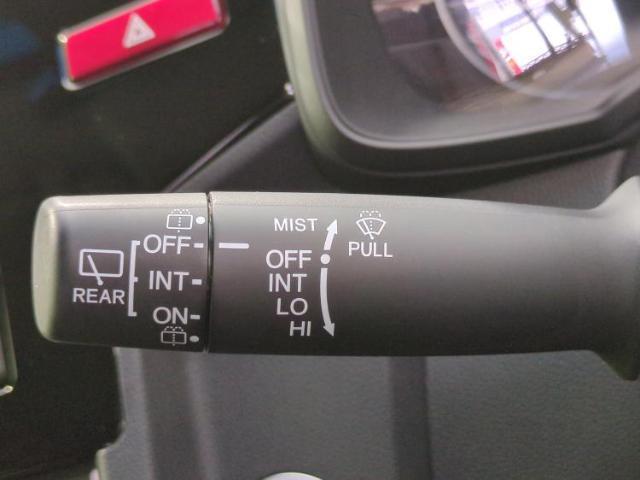 MIST
PULL
OFF
INT
LO
HI
REAR
OFF
INT
ON